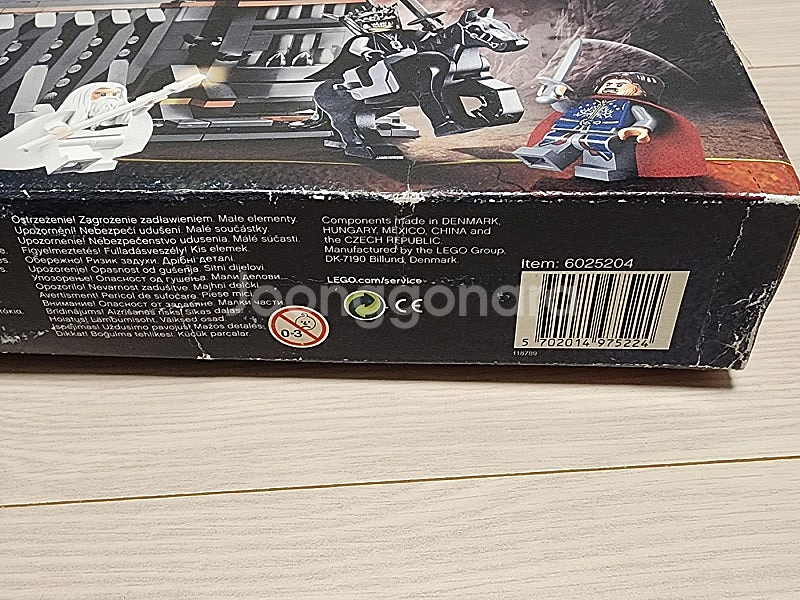 Ostrzeżenie! Zagrożenie zadławieniem. Małe elementy.
Upozornění! Nebezpečí udušení. Malé součástky.
Upozornenie! Nebezpečenstvo udusenia. Malé súčasti.
Figyelmeztetés! Fulladásveszély! Kis elemek.
Обережно! Ризик задухи. Дрібні деталі.
Upozorenje! Opasnost od gušenja. Sitni dijelovi.
Упозорение! Опасност от гушења. Мали делови.
Opozorilo! Nevarnost zadušitve. Majhni delčki.
Avertisment! Pericol de sufocare. Piese mici.
Внимание! Опасност от задавяне. Малки части.
Brīdinājums! Aizrīšanās risks! Sīkas daļas.
Hoiatus! Lämbumisoht. Väiksed osad.
Įspėjimas! Uždusimo pavojus! Mažos detalės.
Dikkat! Boğulma tehlikesi. Küçük parçalar.
Components made in DENMARK,
HUNGARY, MEXICO, CHINA and
the CZECH REPUBLIC.
Manufactured by the LEGO Group,
DK-7190 Billund, Denmark.
LEGO.com/service
0-3
CE
Item: 6025204
5 702014 975224
118789
Joonggonara